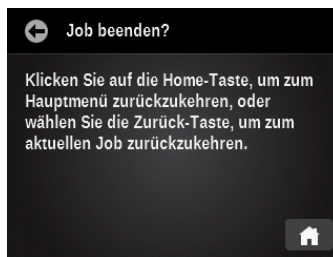 Job beenden?
Klicken Sie auf die Home-Taste, um zum
Hauptmenü zurückzukehren, oder
wählen Sie die Zurück-Taste, um zum
aktuellen Job zurückzukehren.